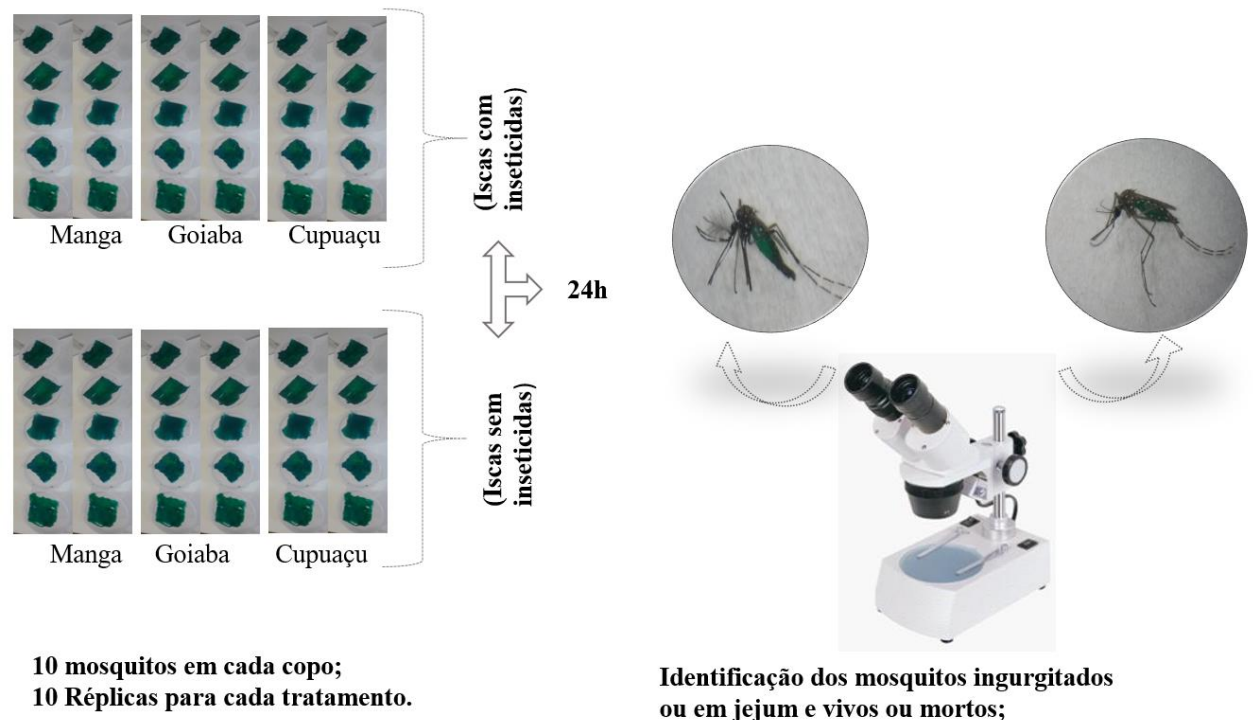 Manga Goiaba Cupuaçu
(Iscas com
inseticidas)
24h
Manga Goiaba Cupuaçu
(Iscas sem
inseticidas)
10 mosquitos em cada copo;
10 Réplicas para cada tratamento.
Identificação dos mosquitos ingurgitados
ou em jejum e vivos ou mortos;